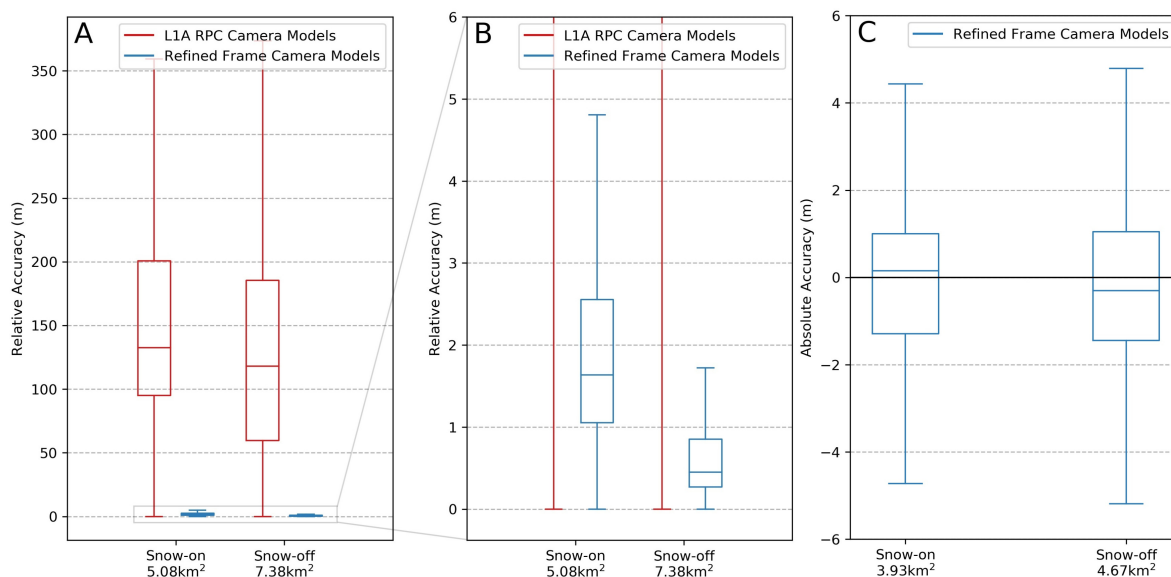 A
L1A RPC Camera Models
Refined Frame Camera Models
Relative Accuracy (m)
350
300
250
200
150
100
50
0
Snow-on
5.08km²
Snow-off
7.38km²
B
L1A RPC Camera Models
Refined Frame Camera Models
Relative Accuracy (m)
6
5
4
3
2
1
0
Snow-on
5.08km²
Snow-off
7.38km²
C
Refined Frame Camera Models
Absolute Accuracy (m)
6
4
2
0
−2
−4
−6
Snow-on
3.93km²
Snow-off
4.67km²